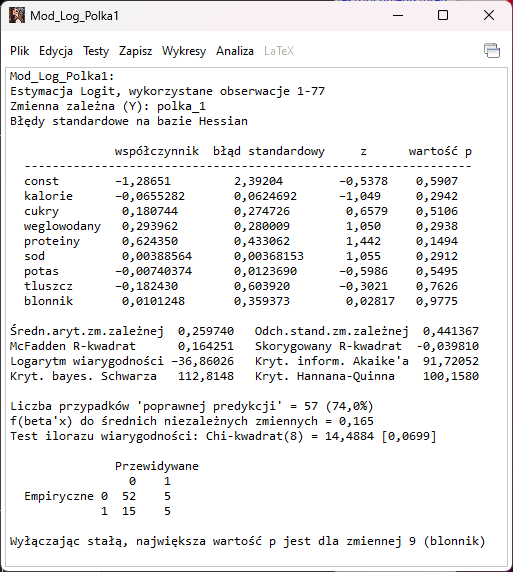 Mod_Log_Polka1
Plik Edycja Testy Zapisz Wykresy Analiza LaTeX
Mod_Log_Polka1:
Estymacja Logit, wykorzystane obserwacje 1-77
Zmienna zależna (Y): polka_1
Błędy standardowe na bazie Hessian
współczynnik błąd standardowy z wartość p
-----------------------------------------------------------------
const −1,28651 2,39204 −0,5378 0,5907
kalorie −0,0655282 0,0624692 −1,049 0,2942
cukry 0,180744 0,274726 0,6579 0,5106
weglowodany 0,293962 0,280009 1,050 0,2938
proteiny 0,624350 0,433062 1,442 0,1494
sod 0,00388564 0,00368153 1,055 0,2912
potas −0,00740374 0,0123690 −0,5986 0,5495
tluszcz −0,182430 0,603920 −0,3021 0,7626
blonnik 0,0101248 0,359373 0,02817 0,9775
Średn.aryt.zm.zależnej 0,259740 Odch.stand.zm.zależnej 0,441367
McFadden R-kwadrat 0,164251 Skorygowany R-kwadrat −0,039810
Logarytm wiarygodności −36,86026 Kryt. inform. Akaike'a 91,72052
Kryt. bayes. Schwarza 112,8148 Kryt. Hannana-Quinna 100,1580
Liczba przypadków 'poprawnej predykcji' = 57 (74,0%)
f(beta'x) do średnich niezależnych zmiennych = 0,165
Test ilorazu wiarygodności: Chi-kwadrat(8) = 14,4884 [0,0699]
Przewidywane
0 1
Empiryczne 0 52 5
1 15 5
Wyłączając stałą, największa wartość p jest dla zmiennej 9 (blonnik)